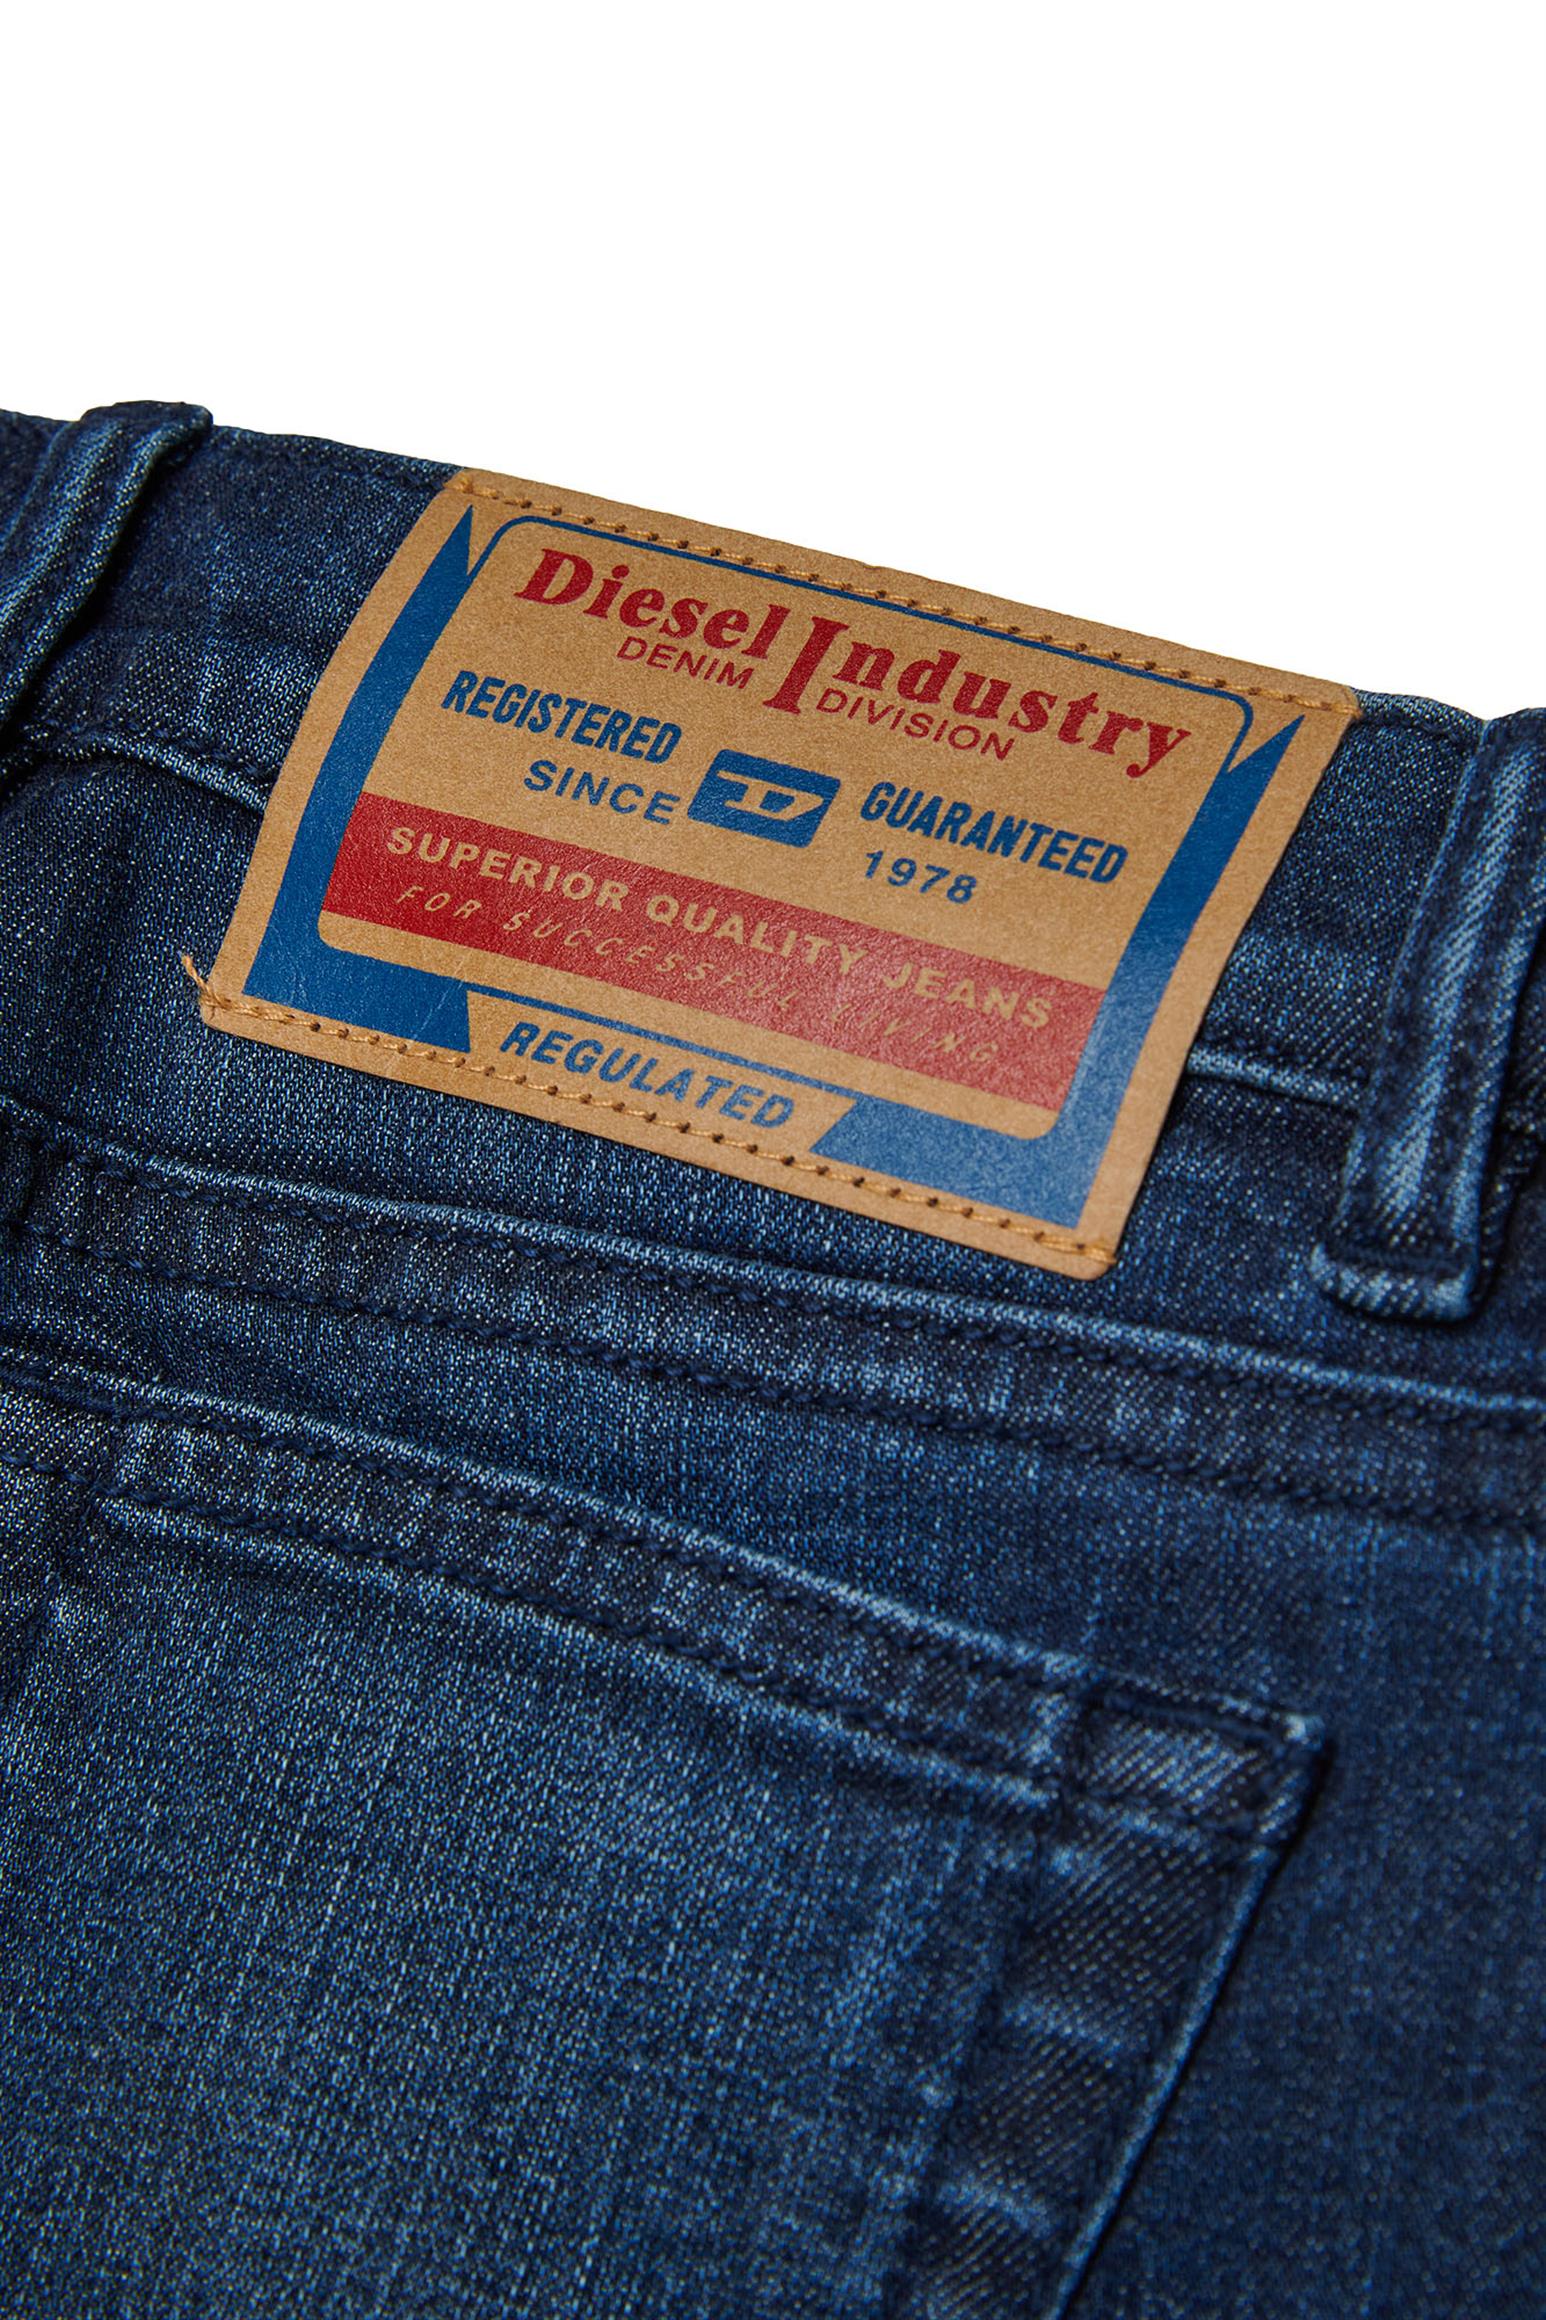 Diesel Industry
DENIM DIVISION
REGISTERED D GUARANTEED
SINCE 1978
SUPERIOR QUALITY JEANS
FOR SUCCESSFUL LIVING
REGULATED